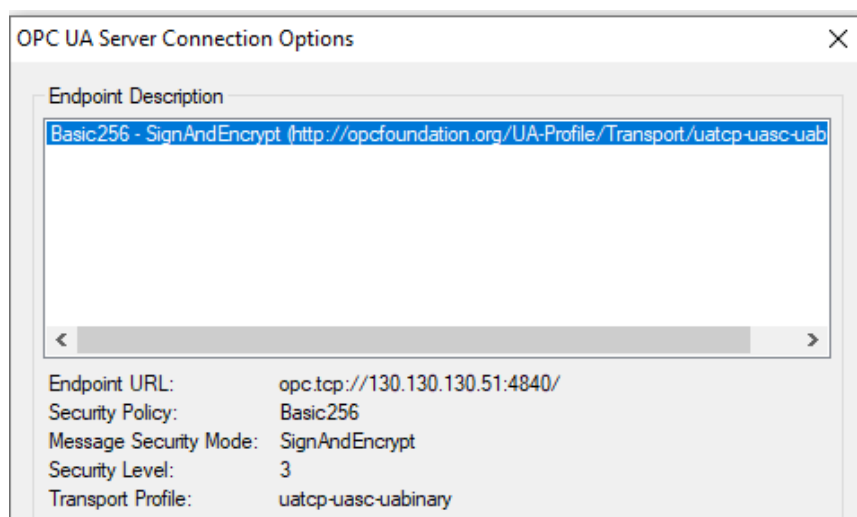 OPC UA Server Connection Options
Endpoint Description
Basic256 - SignAndEncrypt (http://opcfoundation.org/UA-Profile/Transport/uatcp-uasc-uab
Endpoint URL: opc.tcp://130.130.130.51:4840/
Security Policy: Basic256
Message Security Mode: SignAndEncrypt
Security Level: 3
Transport Profile: uatcp-uasc-uabinary